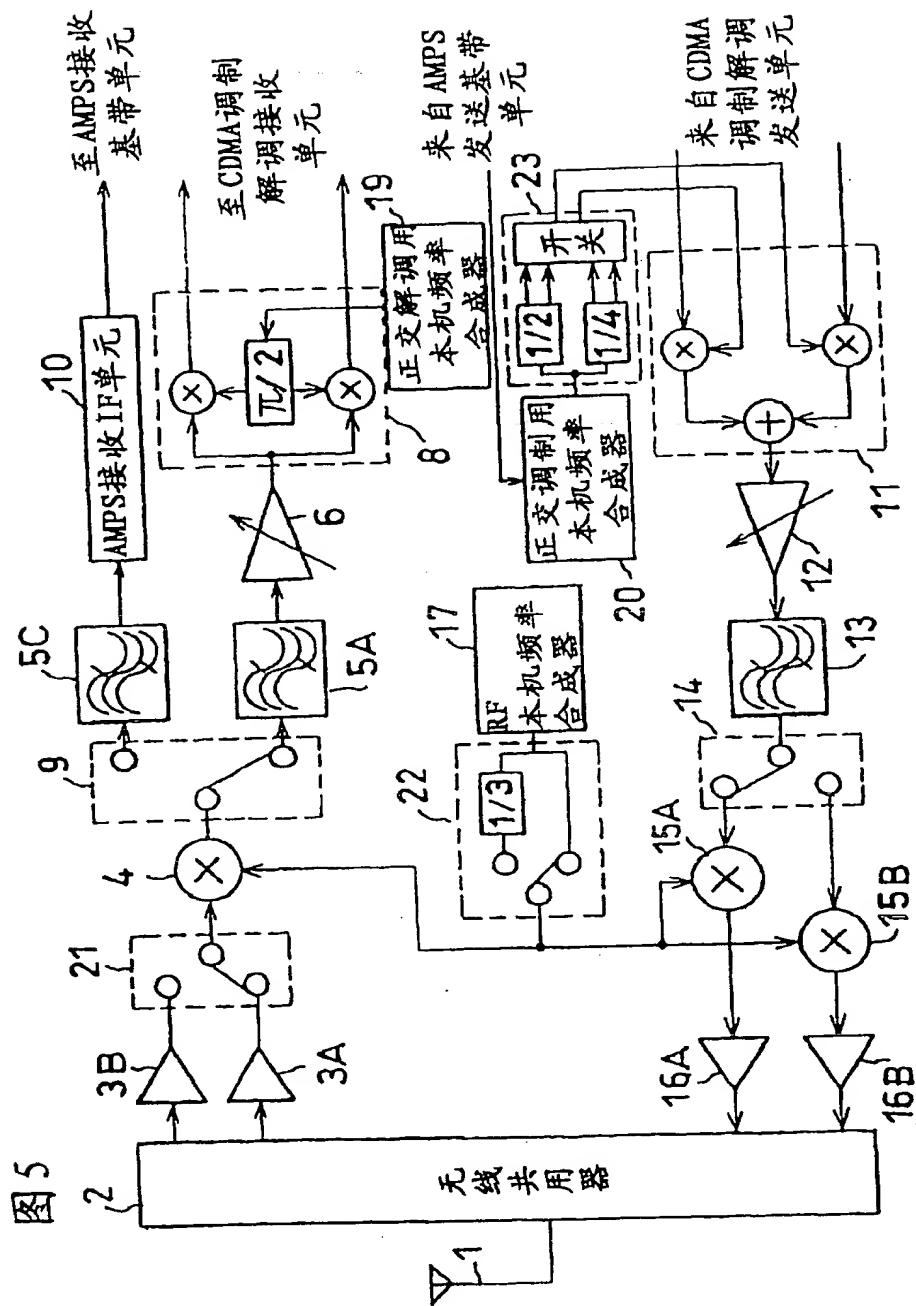 图5
1
2
无线共用器
3B
3A
21
4
9
5C
5A
10
AMPS接收IF单元
至AMPS接收
基带单元
6
8
π/2
至CDMA调制
解调接收
单元
19
正交解调用
本机频率
合成器
22
1/3
17
RF
本机频率
合成器
20
正交调制用
本机频率
合成器
23
1/2
1/4
开关
来自AMPS
发送基带
单元
16A
16B
15A
15B
14
13
12
11
来自CDMA
调制解调
发送单元